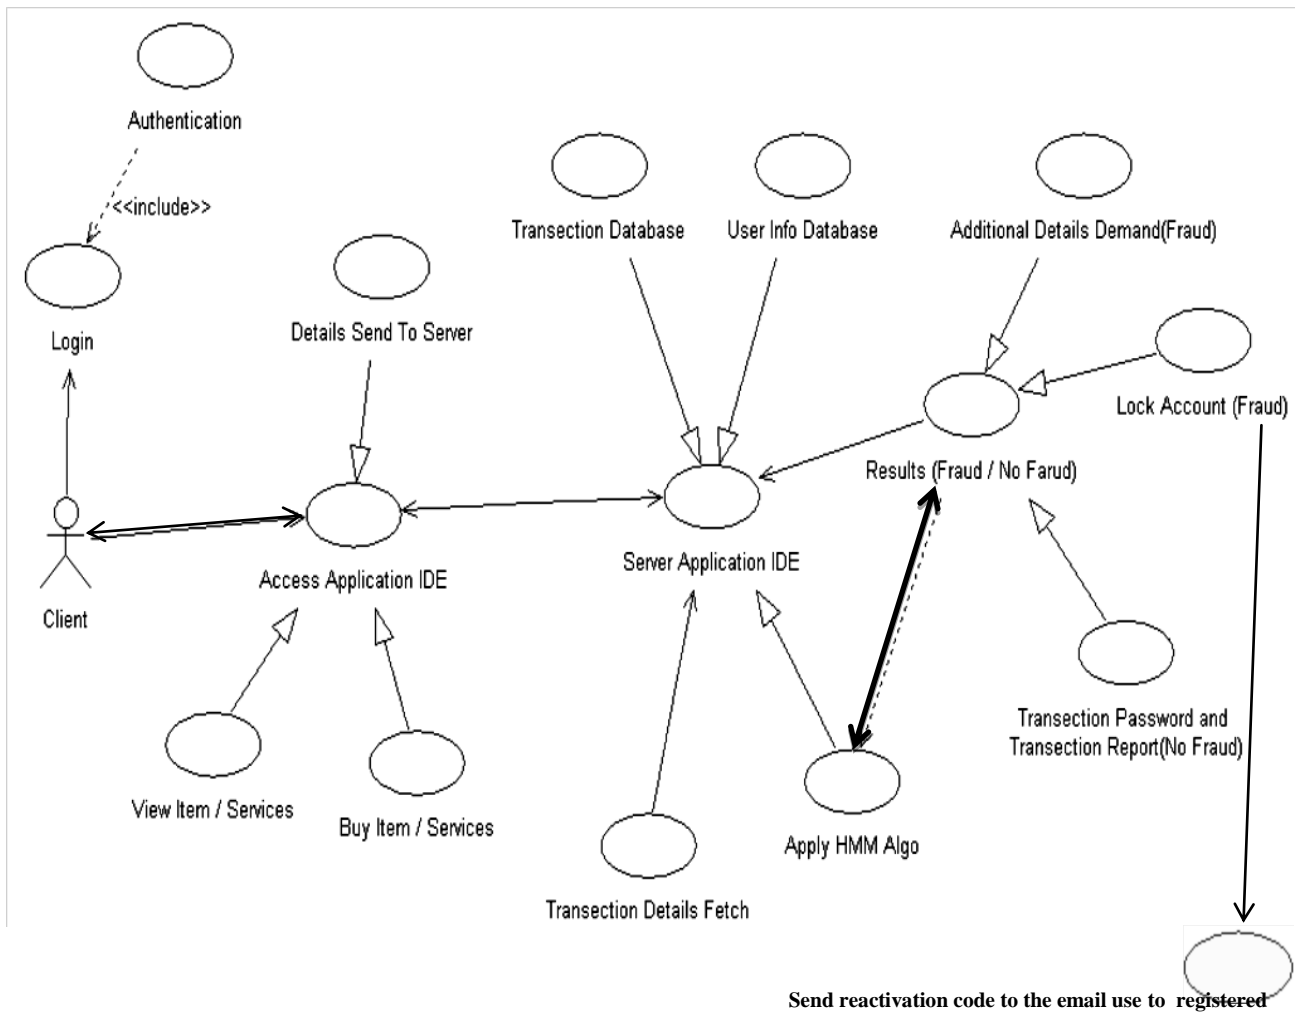 Authentication
<<include>>
Transection Database
User Info Database
Additional Details Demand(Fraud)
Login
Details Send To Server
Lock Account (Fraud)
Results (Fraud / No Farud)
Server Application IDE
Access Application IDE
Client
Transection Password and
Transection Report(No Fraud)
View Item / Services
Buy Item / Services
Apply HMM Algo
Transection Details Fetch
Send reactivation code to the email use to registered